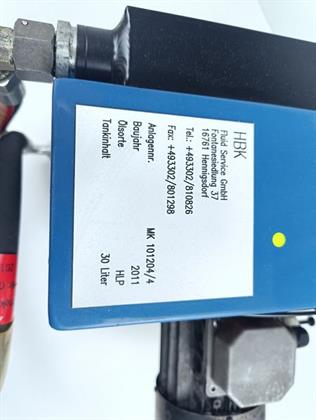 HBK
Fluid Service GmbH
Fontanesiedlung 37
16761 Hennigsdorf
Tel.: +493302/810826
Fax: +493302/801298
Anlagennr. MK 101204/4
Baujahr 2011
Ölsorte HLP
Tankinhalt 30 Liter